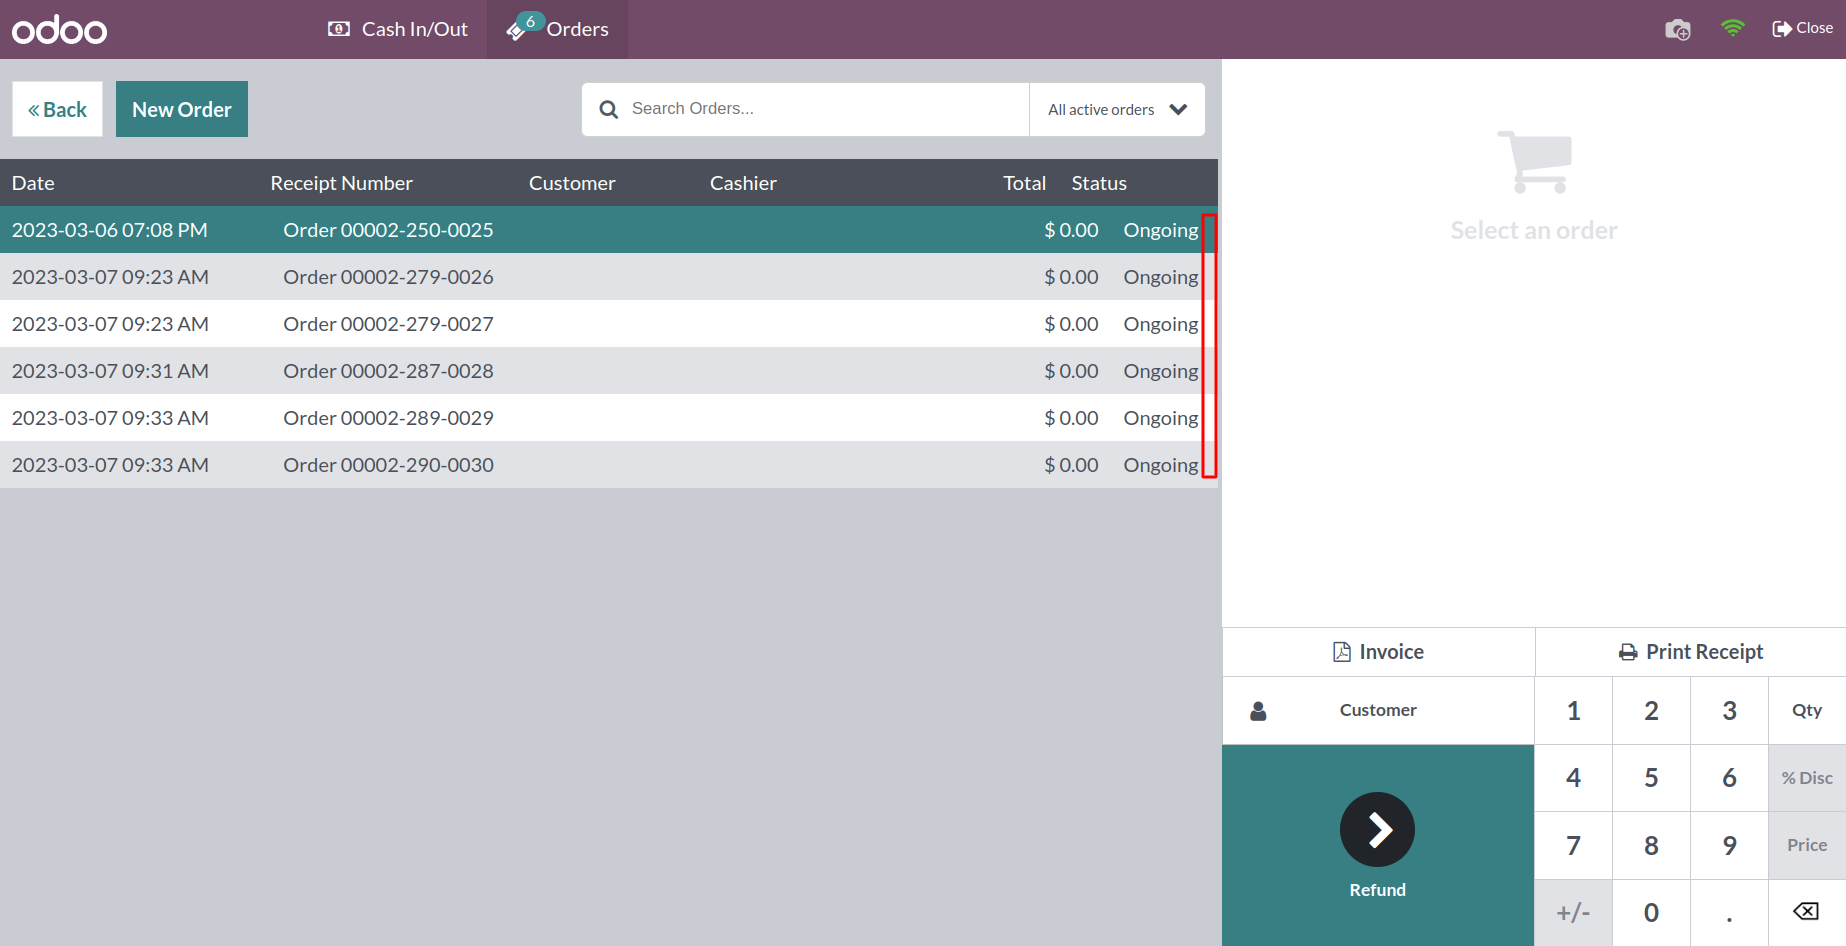 odoo
Cash In/Out
6
Orders
Close
« Back
New Order
Search Orders...
All active orders
Date Receipt Number Customer Cashier Total Status
2023-03-06 07:08 PM Order 00002-250-0025 $ 0.00 Ongoing
2023-03-07 09:23 AM Order 00002-279-0026 $ 0.00 Ongoing
2023-03-07 09:23 AM Order 00002-279-0027 $ 0.00 Ongoing
2023-03-07 09:31 AM Order 00002-287-0028 $ 0.00 Ongoing
2023-03-07 09:33 AM Order 00002-289-0029 $ 0.00 Ongoing
2023-03-07 09:33 AM Order 00002-290-0030 $ 0.00 Ongoing
Select an order
Invoice
Print Receipt
Customer
1 2 3 Qty
4 5 6 % Disc
7 8 9 Price
Refund
+/- 0 .